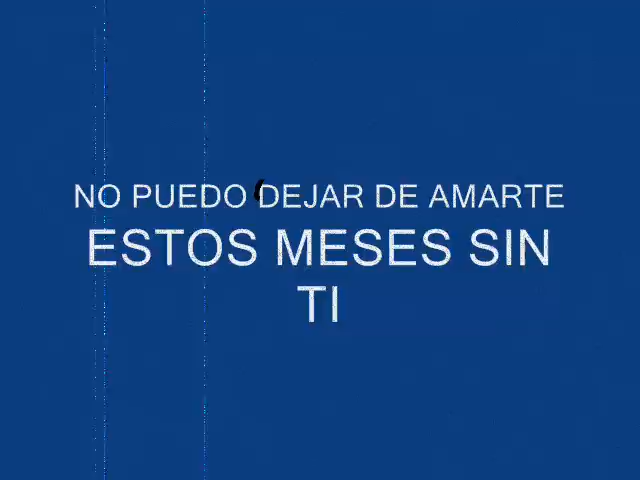 NO PUEDO DEJAR DE AMARTE
ESTOS MESES SIN
TI